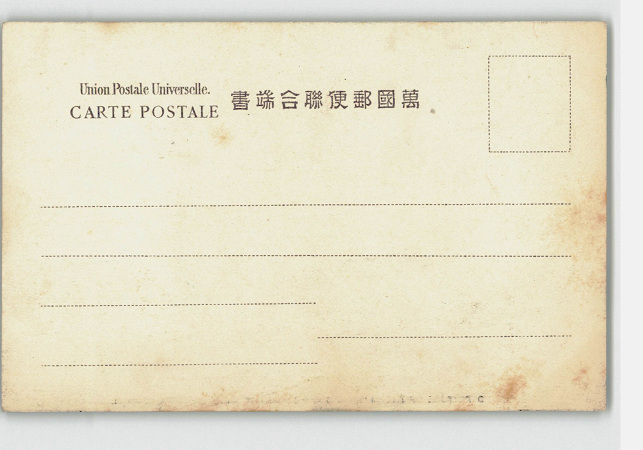 Union Postale Universelle.
CARTE POSTALE
萬國郵便聯合端書